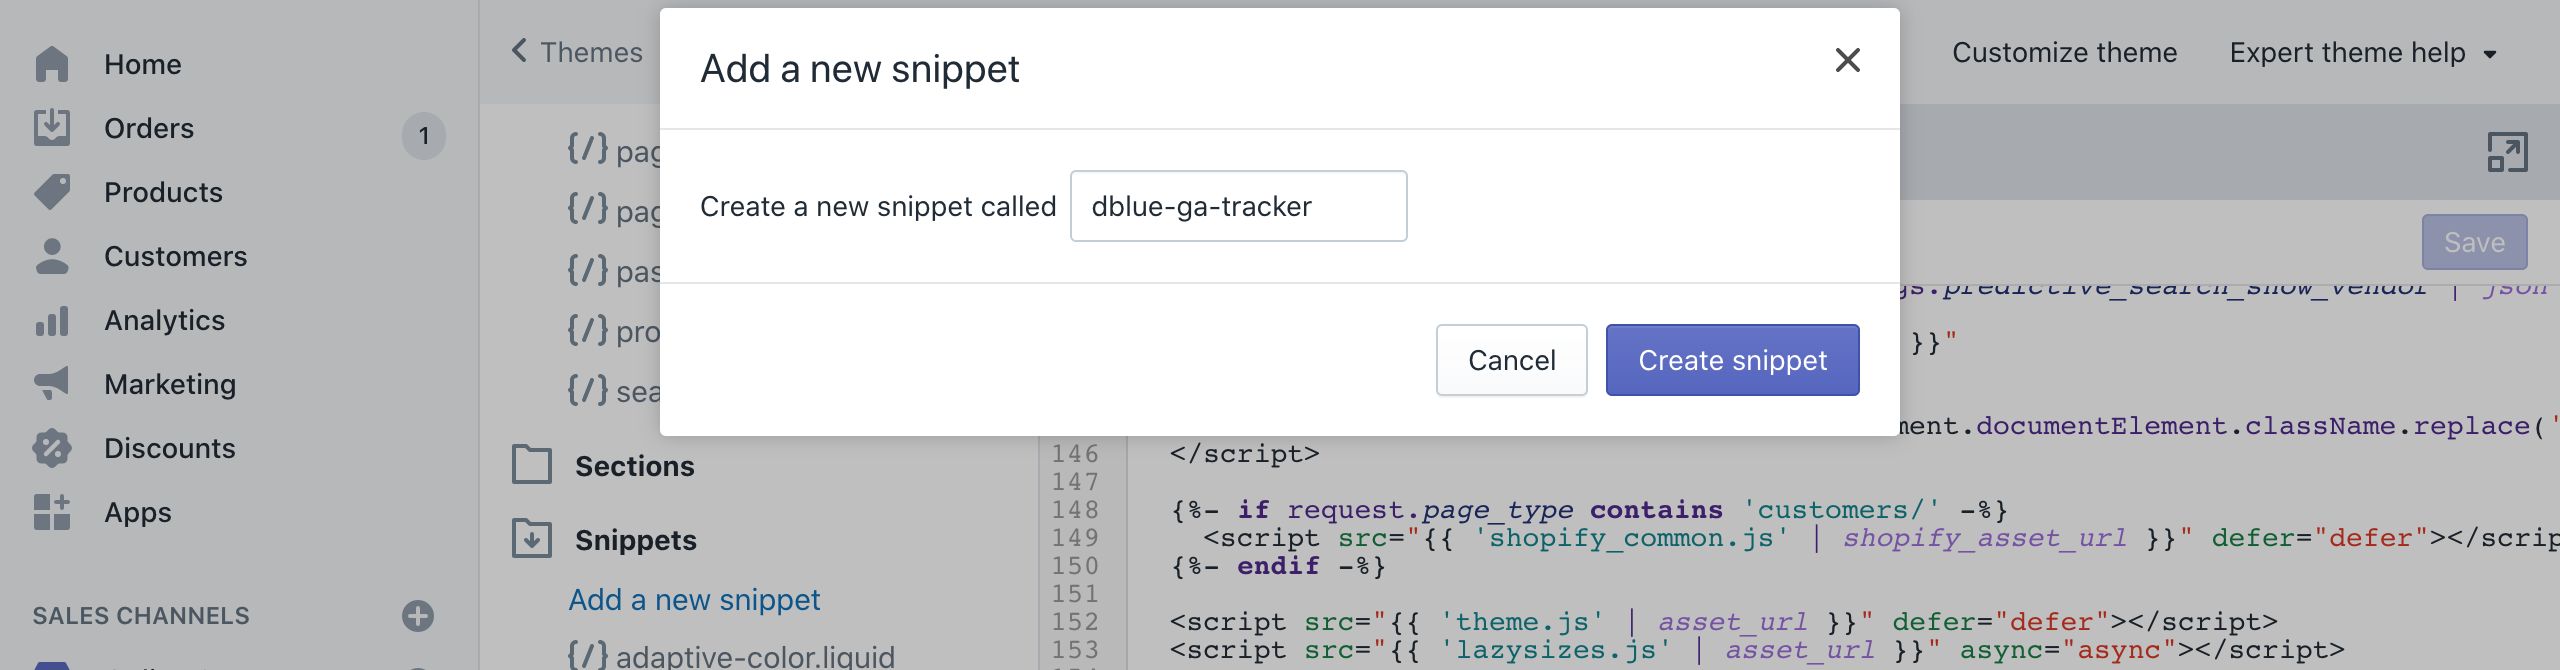 Home
Orders
1
Products
Customers
Analytics
Marketing
Discounts
Apps
SALES CHANNELS
Themes
Customize theme
Expert theme help
Add a new snippet
Create a new snippet called
dblue-ga-tracker
Cancel
Create snippet
Save
{/} pag
{/} pag
{/} pas
{/} pro
{/} sea
Sections
Snippets
Add a new snippet
{/} adaptive-color.liquid
gs.predictive_search_show_vendor | json
}}"
ment.documentElement.className.replace('
146 </script>
147
148 {%- if request.page_type contains 'customers/' -%}
149 <script src="{{ 'shopify_common.js' | shopify_asset_url }}" defer="defer"></scrip
150 {%- endif -%}
151
152 <script src="{{ 'theme.js' | asset_url }}" defer="defer"></script>
153 <script src="{{ 'lazysizes.js' | asset_url }}" async="async"></script>